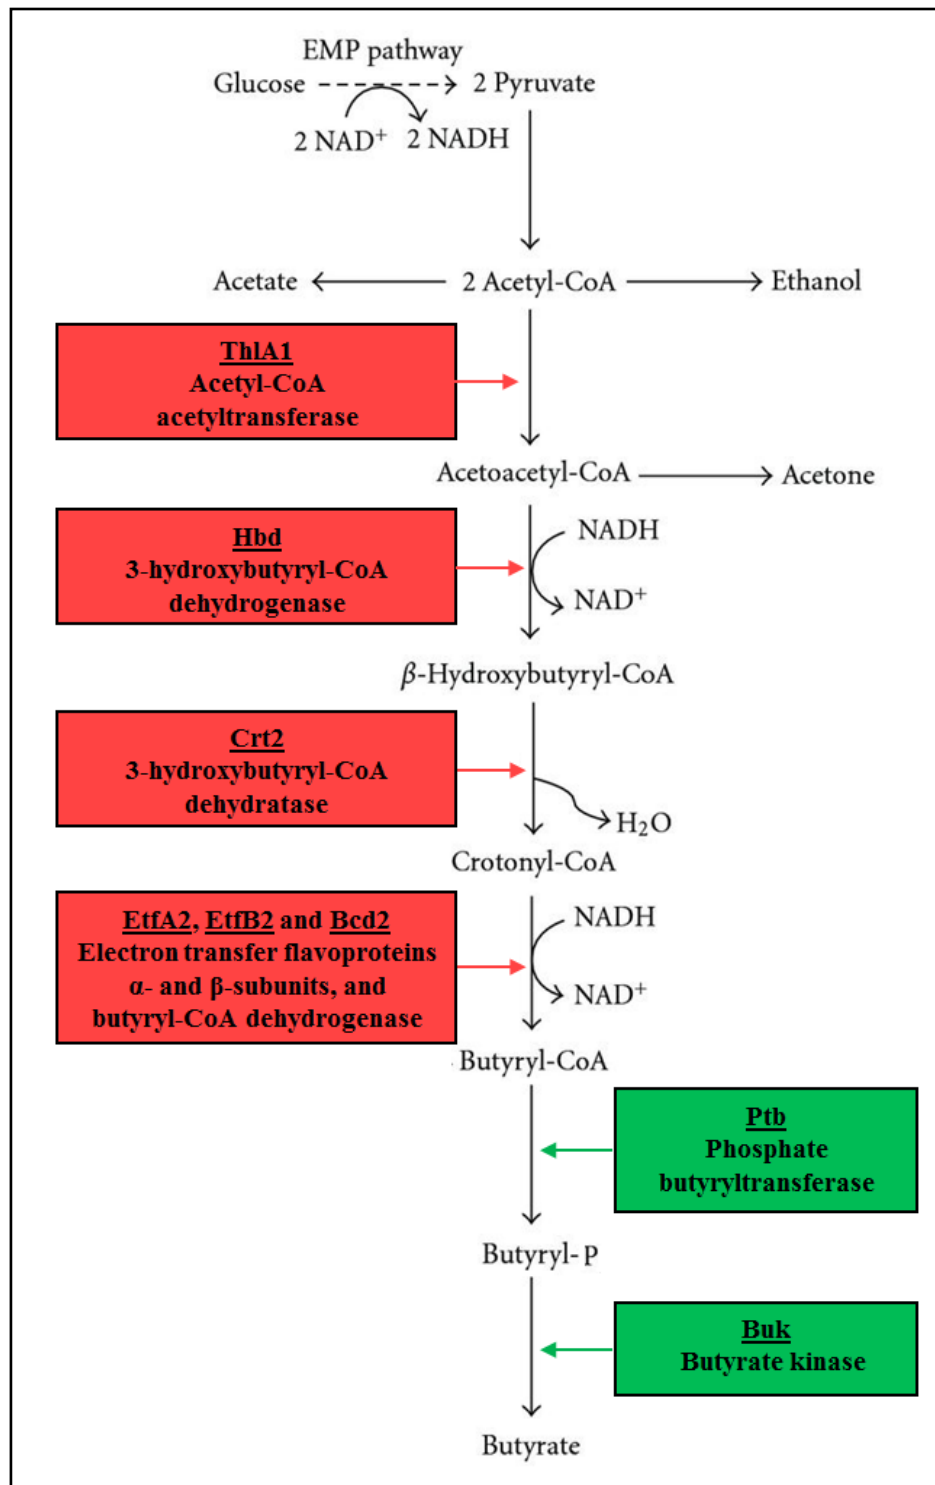 EMP pathway
Glucose 2 Pyruvate
2 NAD⁺ 2 NADH
Acetate 2 Acetyl-CoA Ethanol
ThlA1
Acetyl-CoA
acetyltransferase
Acetoacetyl-CoA Acetone
Hbd
3-hydroxybutyryl-CoA
dehydrogenase
NADH
NAD⁺
β-Hydroxybutyryl-CoA
Crt2
3-hydroxybutyryl-CoA
dehydratase
H₂O
Crotonyl-CoA
EtfA2, EtfB2 and Bcd2
Electron transfer flavoproteins
α- and β-subunits, and
butyryl-CoA dehydrogenase
NADH
NAD⁺
Butyryl-CoA
Ptb
Phosphate
butyryltransferase
Butyryl-P
Buk
Butyrate kinase
Butyrate